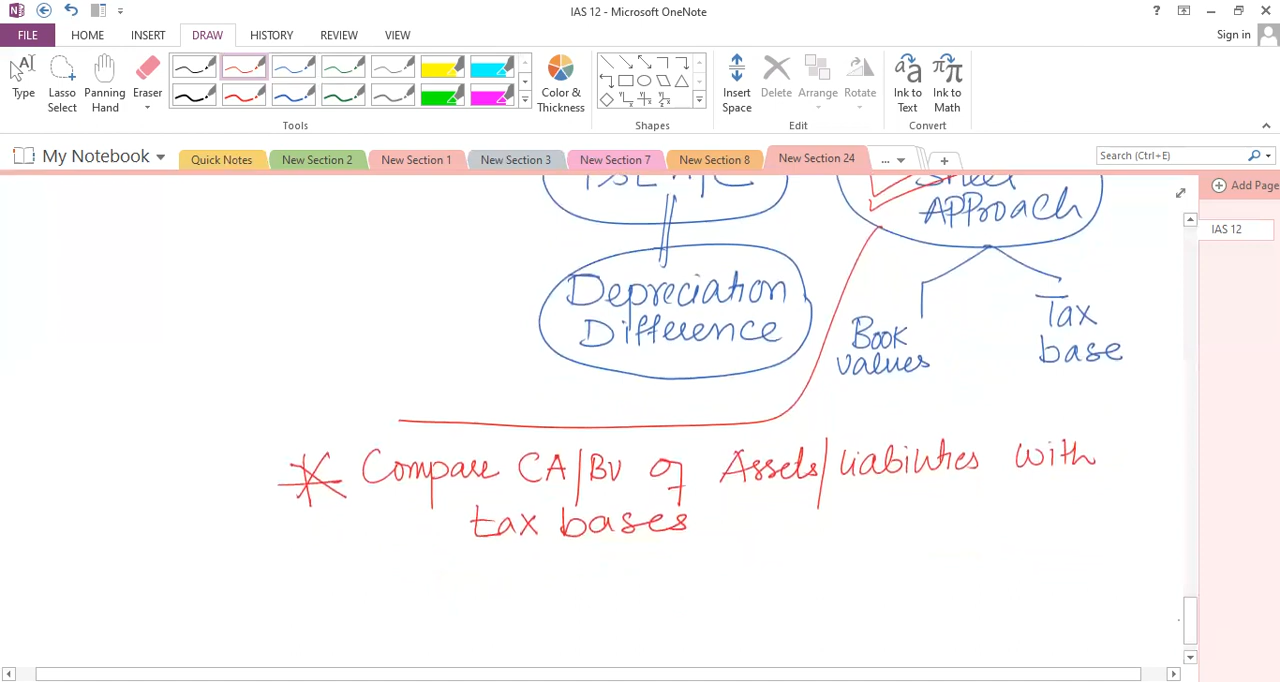 IAS 12 - Microsoft OneNote
?
Sign in
FILE HOME INSERT DRAW HISTORY REVIEW VIEW
Type
Lasso Select
Panning Hand
Eraser
Color & Thickness
Insert Space
Delete
Arrange
Rotate
Ink to Text
Ink to Math
Tools
Shapes
Edit
Convert
My Notebook
Quick Notes
New Section 2
New Section 1
New Section 3
New Section 7
New Section 8
New Section 24
...
+
Search (Ctrl+E)
Add Page
IAS 12
APProach
Depreciation
Difference
Book
values
Tax
base
Compare CA/BV of Assets/liabilities with
tax bases